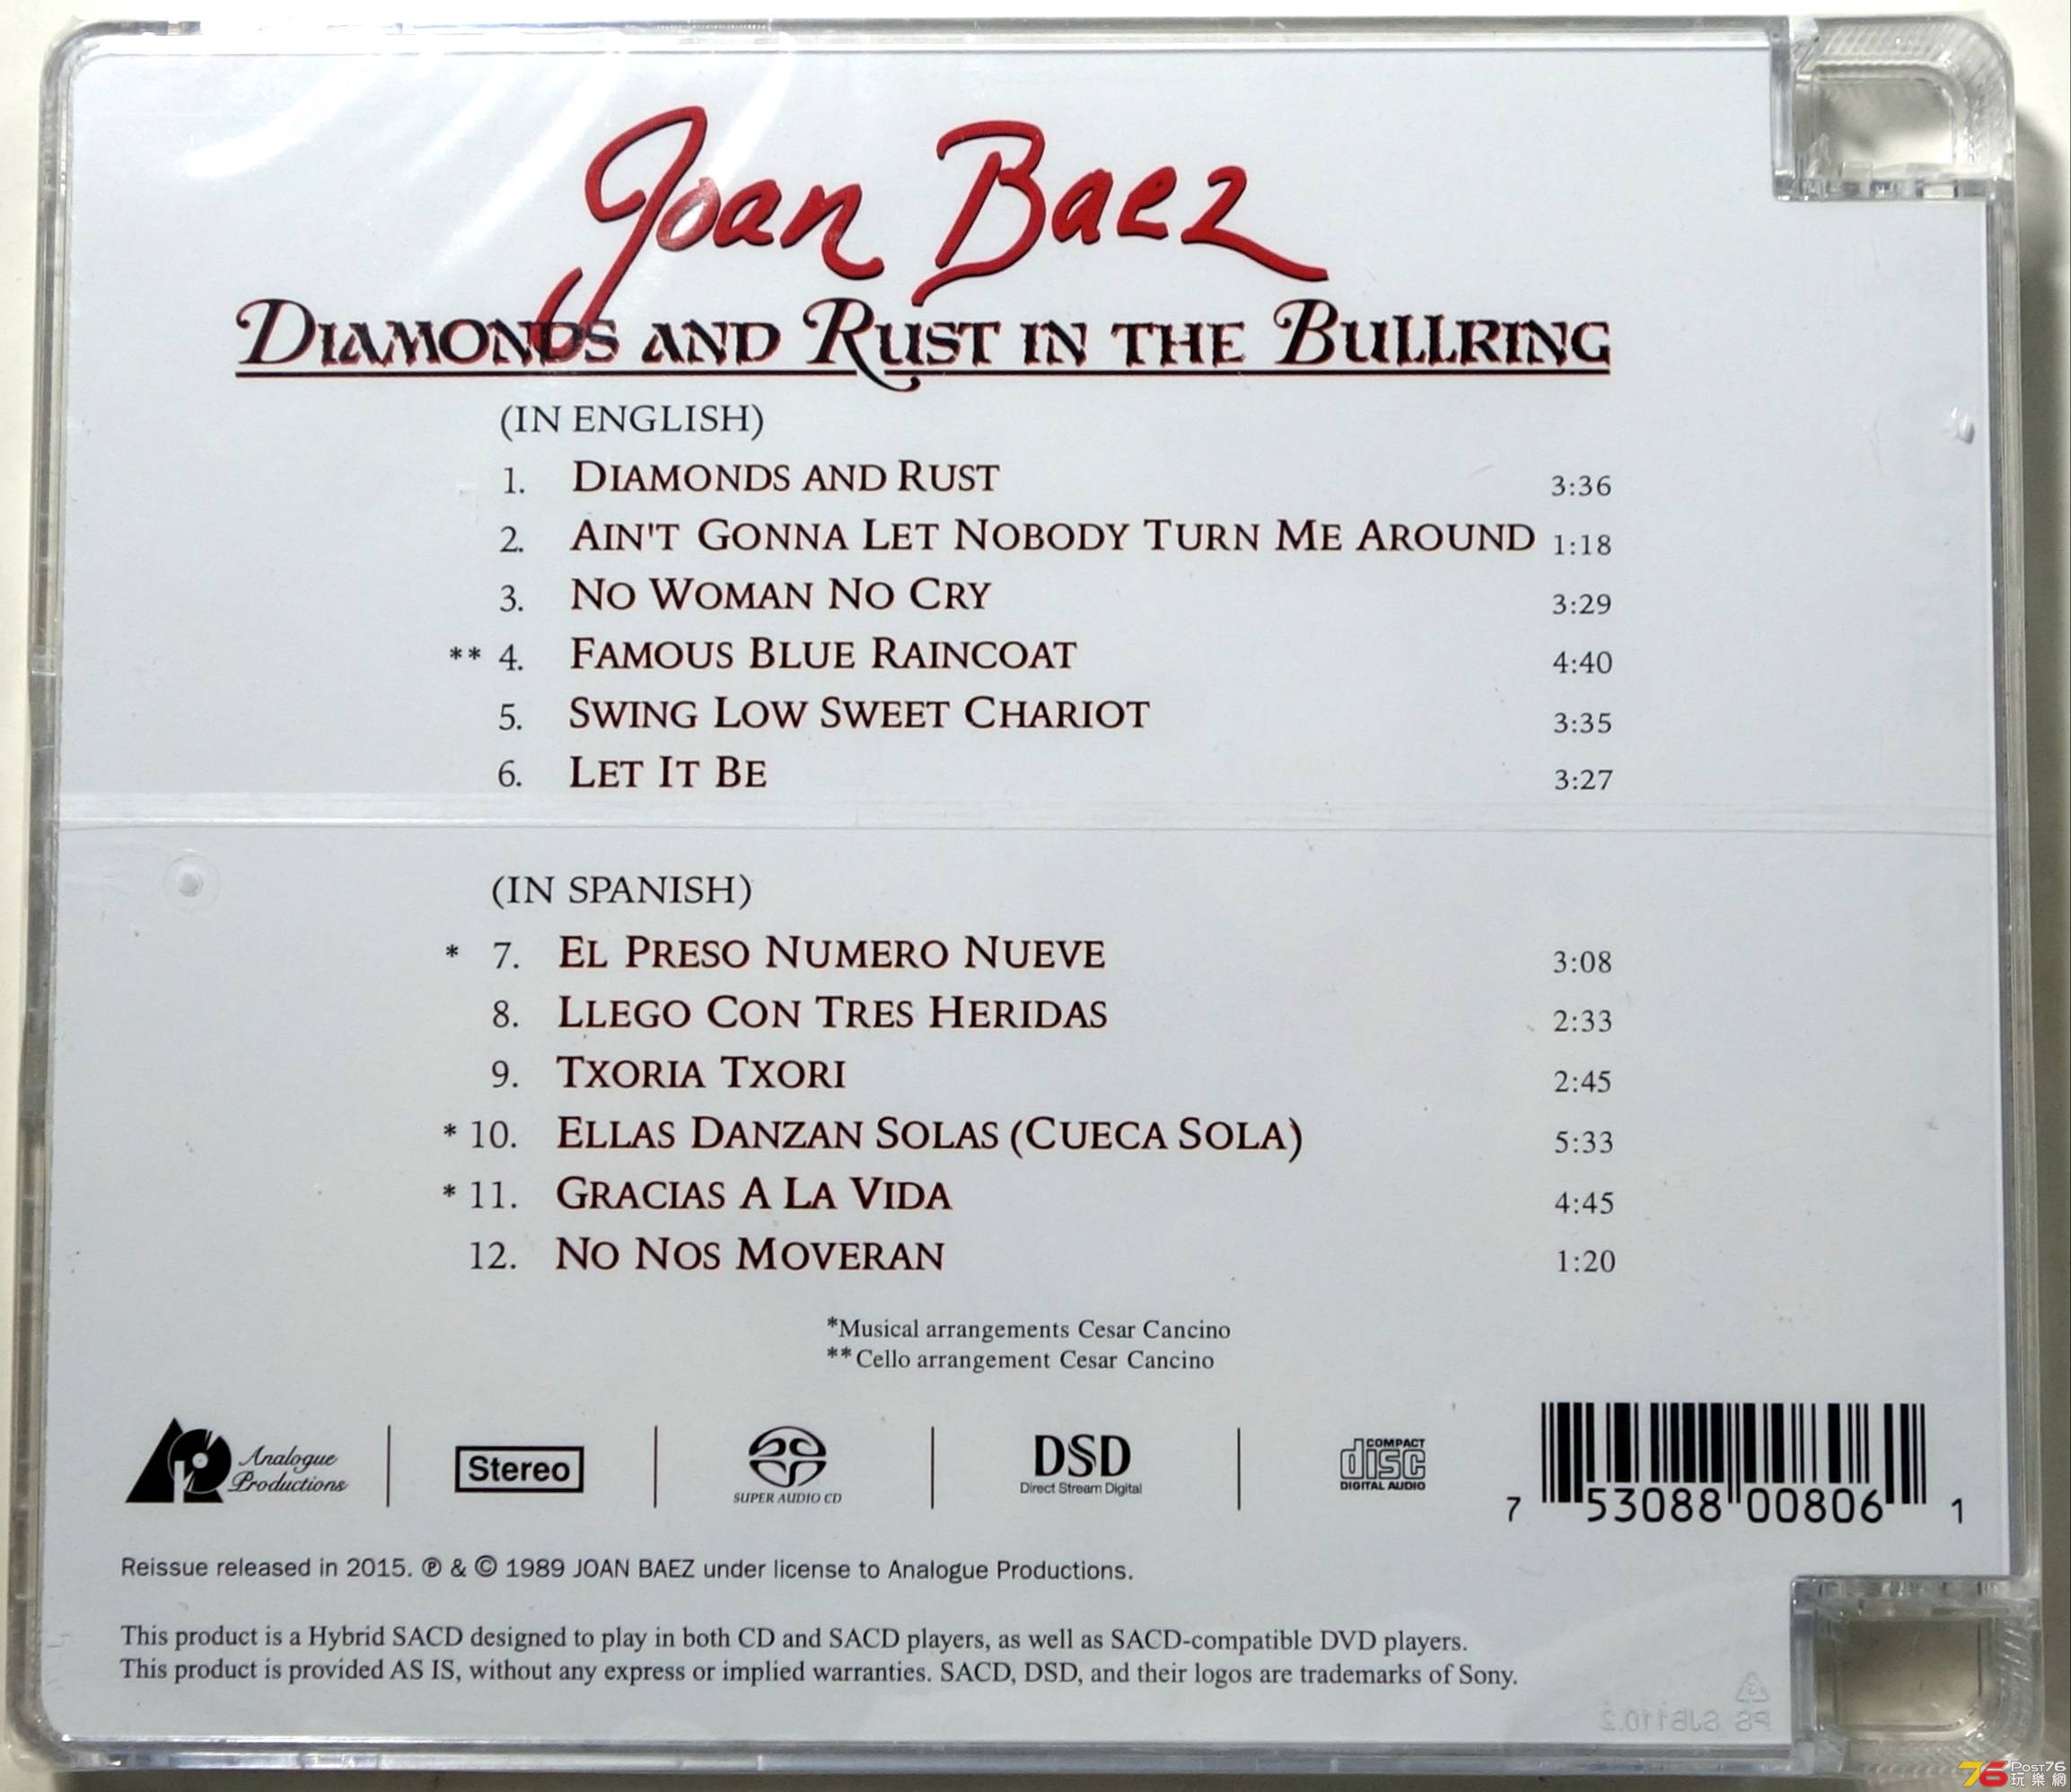 Joan Baez
DIAMONDS AND RUST IN THE BULLRING
(IN ENGLISH)
1. DIAMONDS AND RUST 3:36
2. AIN'T GONNA LET NOBODY TURN ME AROUND 1:18
3. NO WOMAN NO CRY 3:29
** 4. FAMOUS BLUE RAINCOAT 4:40
5. SWING LOW SWEET CHARIOT 3:35
6. LET IT BE 3:27
(IN SPANISH)
* 7. EL PRESO NUMERO NUEVE 3:08
8. LLEGO CON TRES HERIDAS 2:33
9. TXORIA TXORI 2:45
* 10. ELLAS DANZAN SOLAS (CUECA SOLA) 5:33
* 11. GRACIAS A LA VIDA 4:45
12. NO NOS MOVERAN 1:20
*Musical arrangements Cesar Cancino
**Cello arrangement Cesar Cancino
Analogue
Productions
Stereo
SUPER AUDIO CD
DSD
Direct Stream Digital
COMPACT
disc
DIGITAL AUDIO
7 53088 00806 1
Reissue released in 2015. ℗ & © 1989 JOAN BAEZ under license to Analogue Productions.
This product is a Hybrid SACD designed to play in both CD and SACD players, as well as SACD-compatible DVD players.
This product is provided AS IS, without any express or implied warranties. SACD, DSD, and their logos are trademarks of Sony.
76 Post76
玩樂網